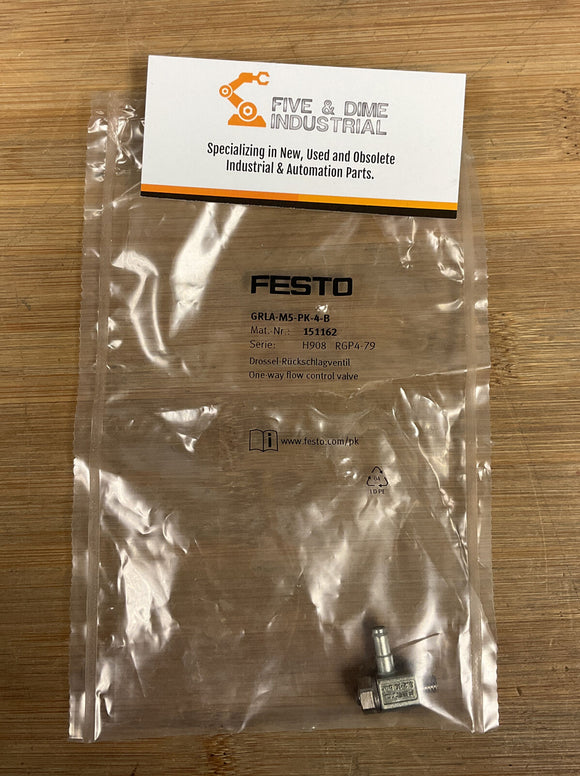 FIVE & DIME
INDUSTRIAL
Specializing in New, Used and Obsolete
Industrial & Automation Parts.
FESTO
GRLA-M5-PK-4-B
Mat.-Nr.: 151162
Serie: H908 RGP4-79
Drossel-Rückschlagventil
One-way flow control valve
www.festo.com/pk
04